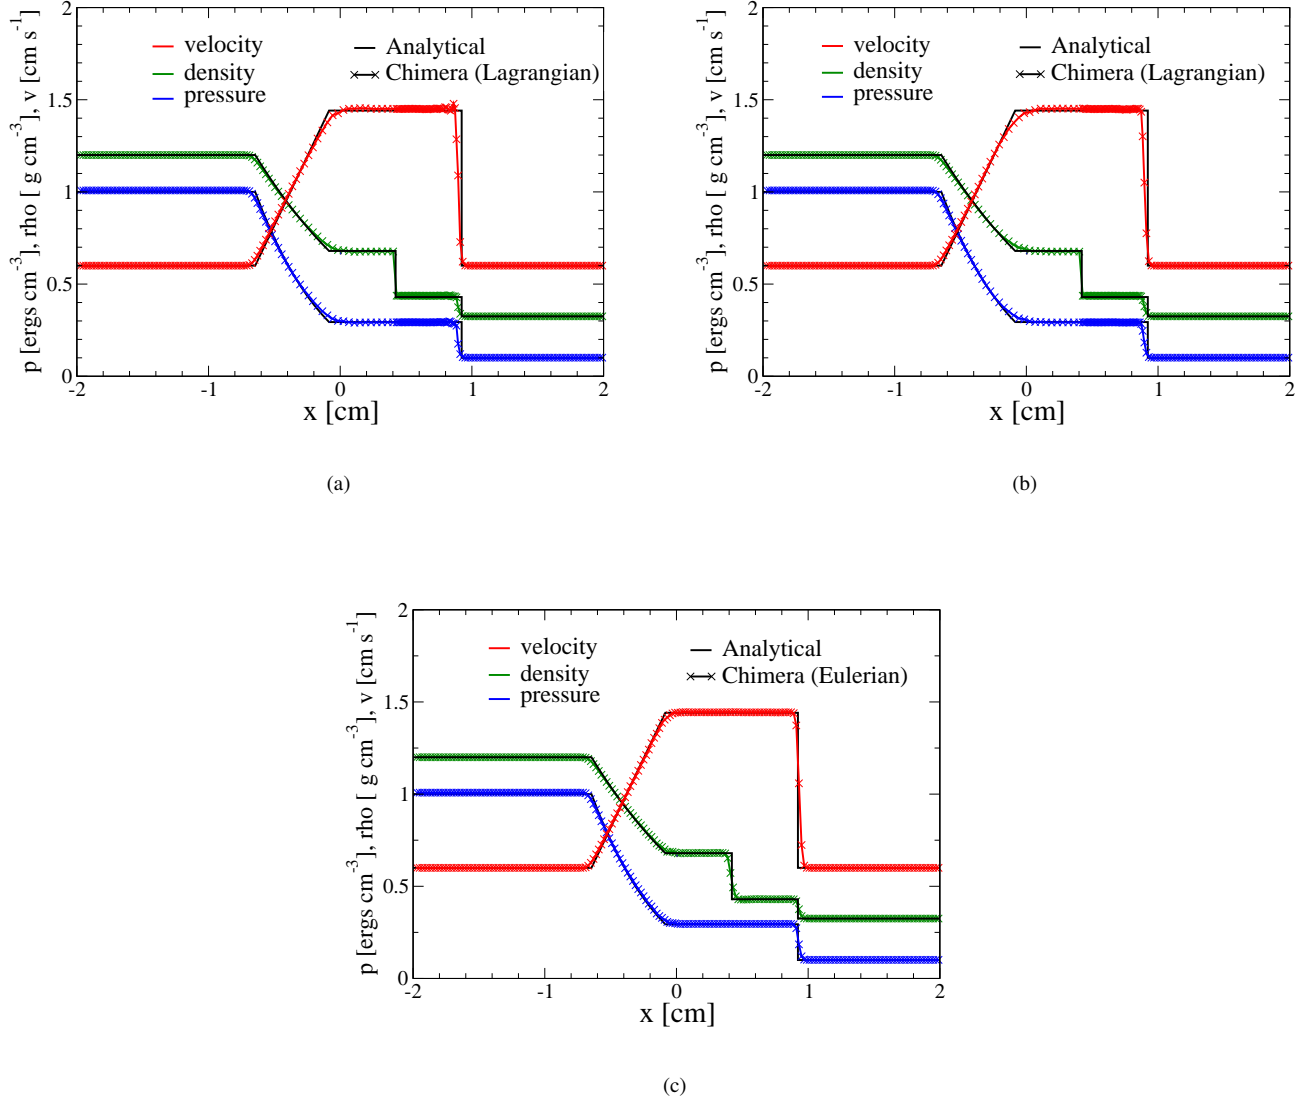 2
1.5
1
0.5
0
p [ergs cm-3], rho [ g cm-3], v [cm s-1]
velocity
density
pressure
Analytical
Chimera (Lagrangian)
-2 -1 0 1 2
x [cm]
(a)
2
1.5
1
0.5
0
p [ergs cm-3], rho [ g cm-3], v [cm s-1]
velocity
density
pressure
Analytical
Chimera (Lagrangian)
-2 -1 0 1 2
x [cm]
(b)
2
1.5
1
0.5
0
p [ergs cm-3], rho [ g cm-3], v [cm s-1]
velocity
density
pressure
Analytical
Chimera (Eulerian)
-2 -1 0 1 2
x [cm]
(c)